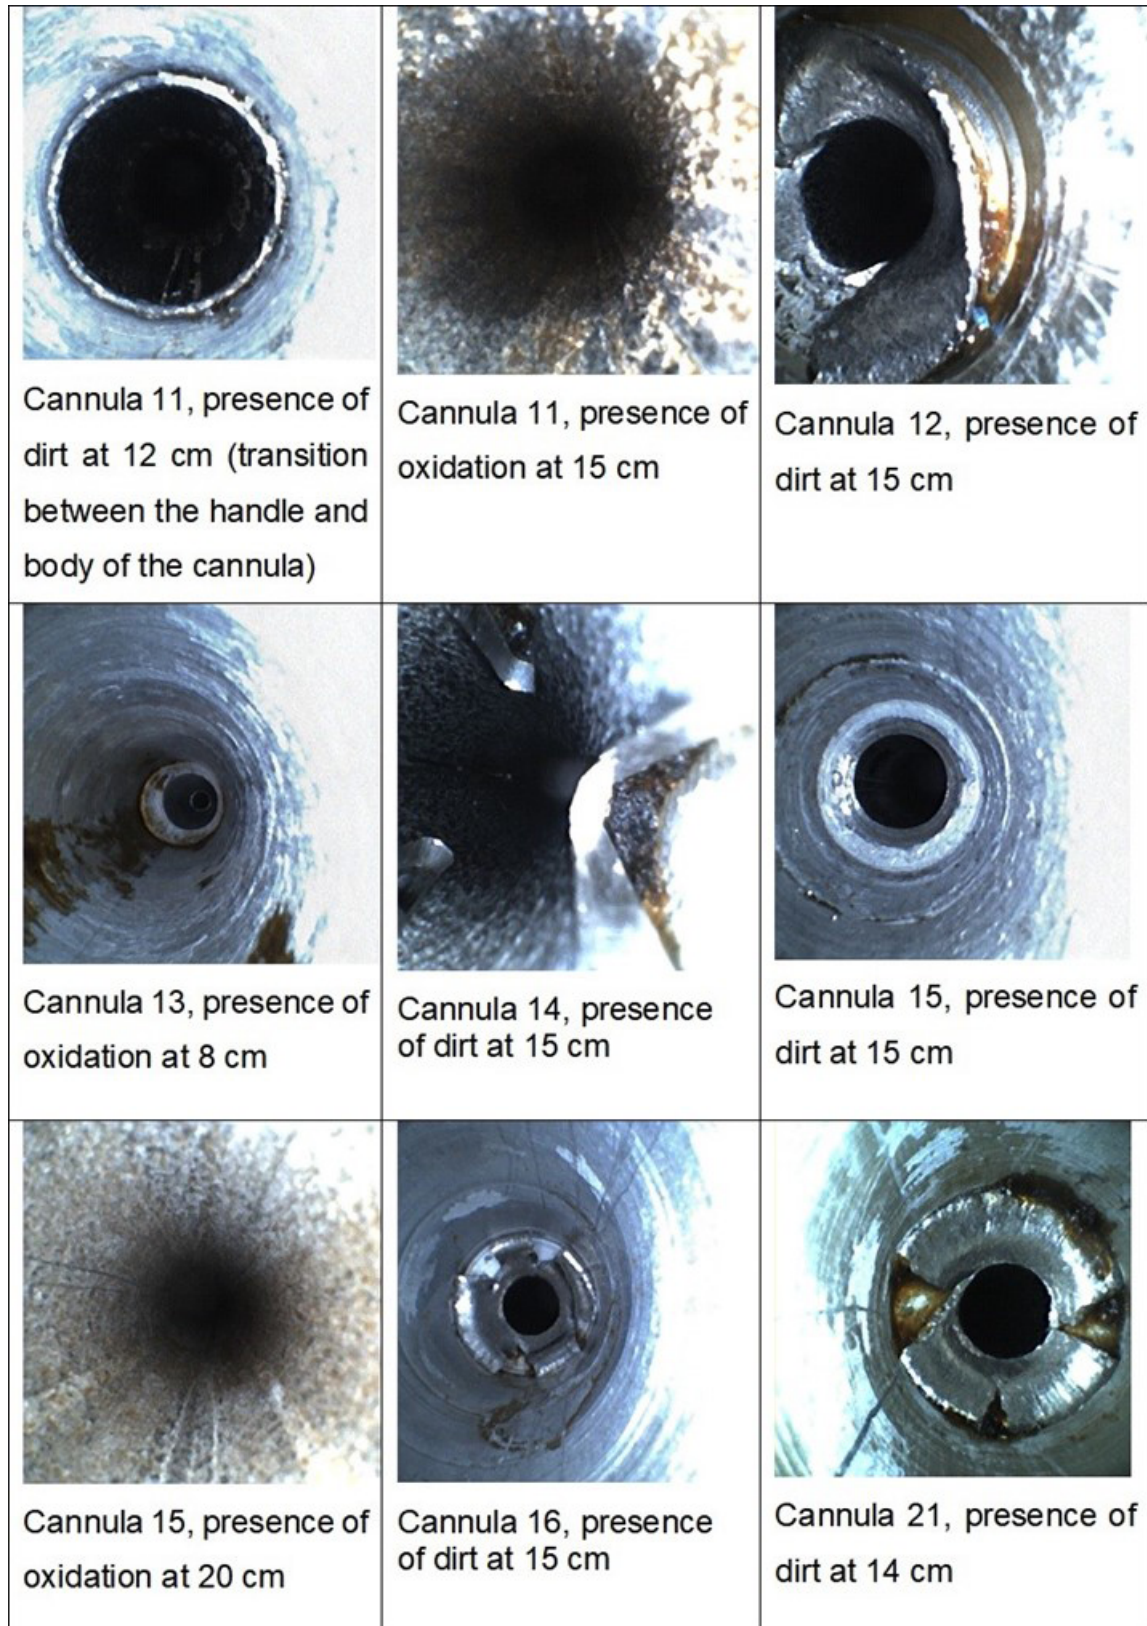 Cannula 11, presence of
dirt at 12 cm (transition
between the handle and
body of the cannula)
Cannula 11, presence of
oxidation at 15 cm
Cannula 12, presence of
dirt at 15 cm
Cannula 13, presence of
oxidation at 8 cm
Cannula 14, presence
of dirt at 15 cm
Cannula 15, presence of
dirt at 15 cm
Cannula 15, presence of
oxidation at 20 cm
Cannula 16, presence
of dirt at 15 cm
Cannula 21, presence of
dirt at 14 cm